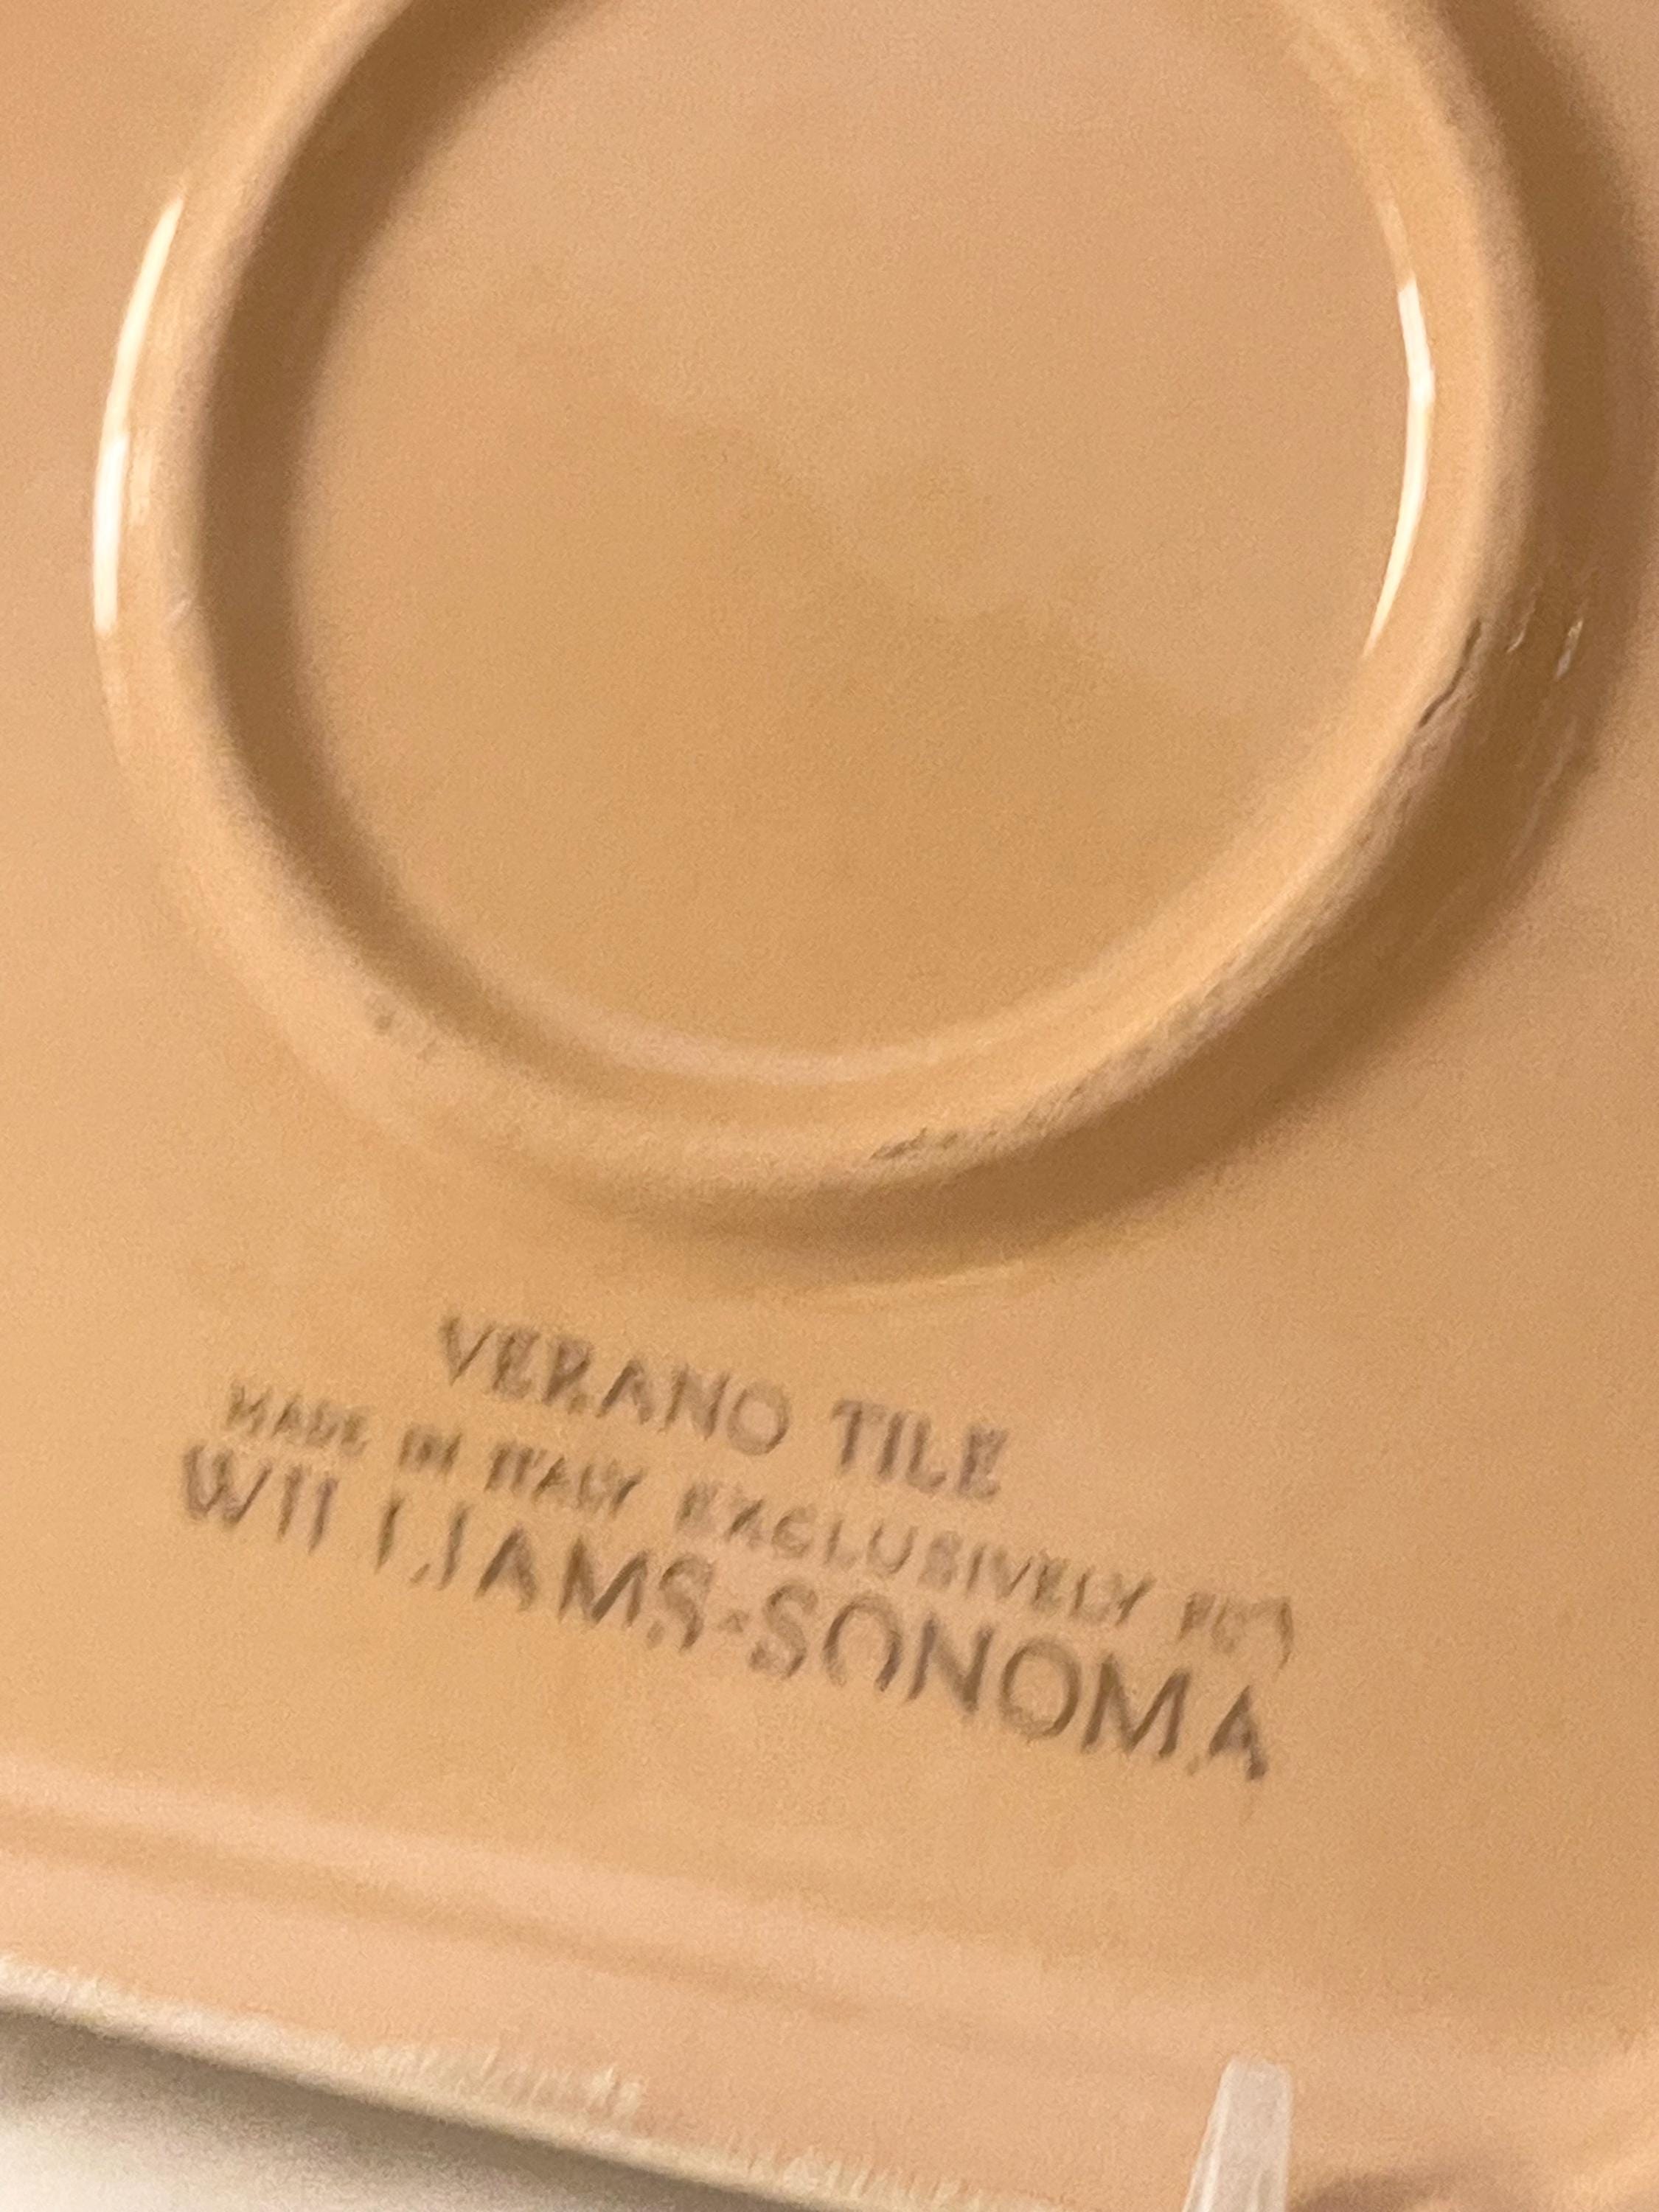 VERANO TILE
MADE IN ITALY EXCLUSIVELY FOR
WILLIAMS-SONOMA